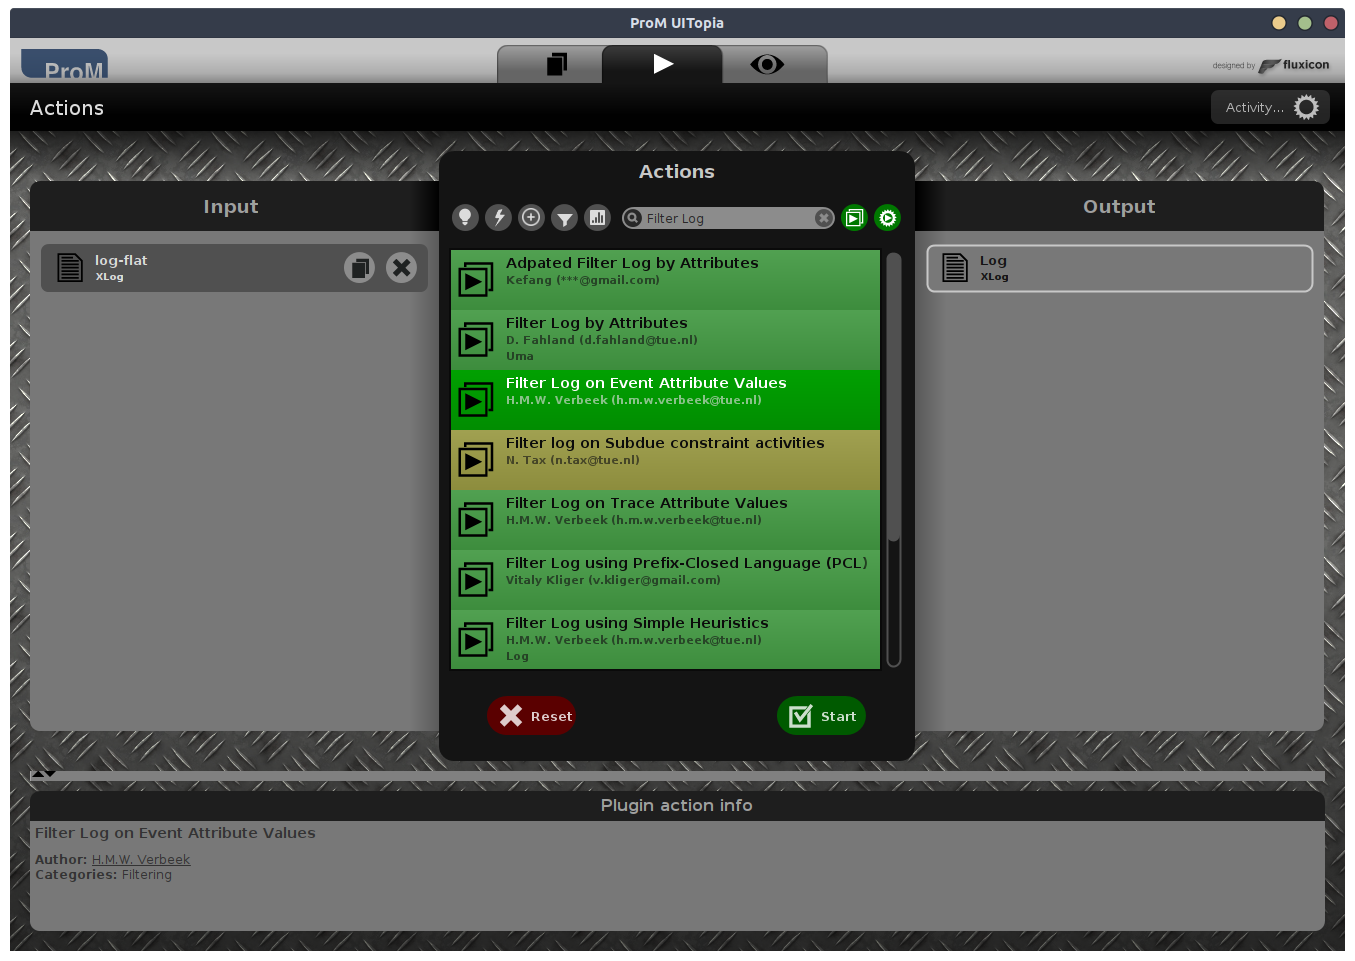 ProM UITopia
ProM
designed by fluxicon
Actions
Activity...
Input
log-flat
XLog
Actions
Filter Log
Adpated Filter Log by Attributes
Kefang (***@gmail.com)
Filter Log by Attributes
D. Fahland (d.fahland@tue.nl)
Uma
Filter Log on Event Attribute Values
H.M.W. Verbeek (h.m.w.verbeek@tue.nl)
Filter log on Subdue constraint activities
N. Tax (n.tax@tue.nl)
Filter Log on Trace Attribute Values
H.M.W. Verbeek (h.m.w.verbeek@tue.nl)
Filter Log using Prefix-Closed Language (PCL)
Vitaly Kliger (v.kliger@gmail.com)
Filter Log using Simple Heuristics
H.M.W. Verbeek (h.m.w.verbeek@tue.nl)
Log
Reset
Start
Output
Log
XLog
Plugin action info
Filter Log on Event Attribute Values
Author: H.M.W. Verbeek
Categories: Filtering